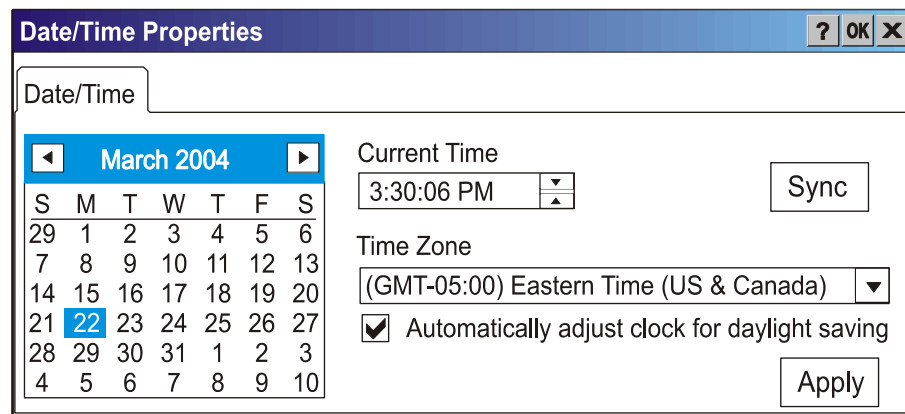 Date/Time Properties
? OK X
Date/Time
March 2004
S M T W T F S
29 1 2 3 4 5 6
7 8 9 10 11 12 13
14 15 16 17 18 19 20
21 22 23 24 25 26 27
28 29 30 31 1 2 3
4 5 6 7 8 9 10
Current Time
3:30:06 PM
Sync
Time Zone
(GMT-05:00) Eastern Time (US & Canada)
Automatically adjust clock for daylight saving
Apply